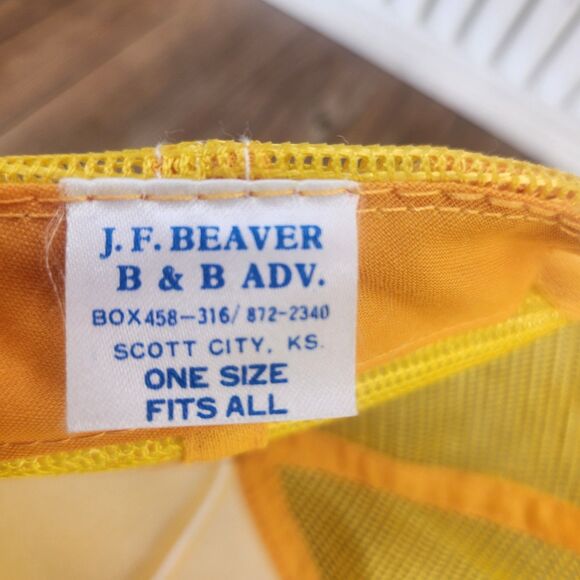 J. F. BEAVER
B & B ADV.
BOX 458-316/ 872-2340
SCOTT CITY, KS.
ONE SIZE
FITS ALL